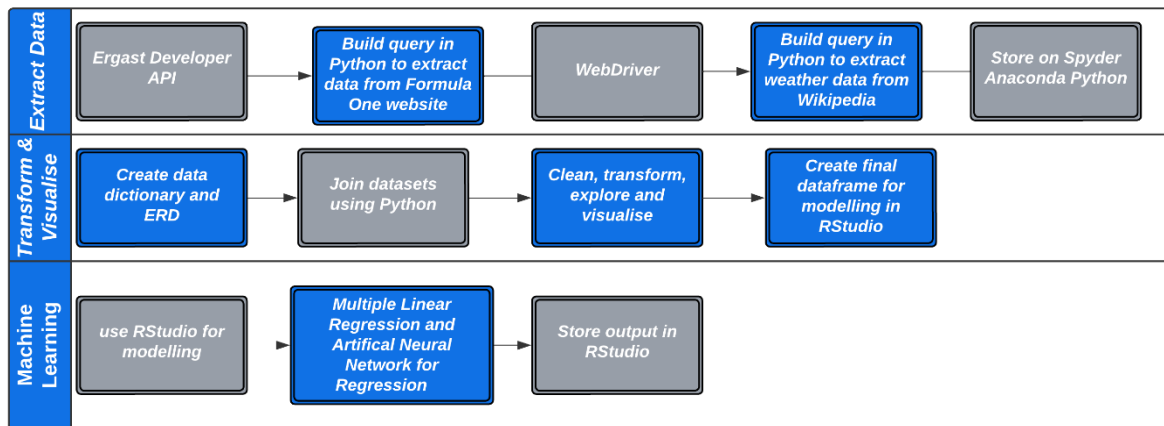 Extract Data
Ergast Developer
API
Build query in
Python to extract
data from Formula
One website
WebDriver
Build query in
Python to extract
weather data from
Wikipedia
Store on Spyder
Anaconda Python
Transform &
Visualise
Create data
dictionary and
ERD
Join datasets
using Python
Clean, transform,
explore and
visualise
Create final
dataframe for
modelling in
RStudio
Machine
Learning
use RStudio for
modelling
Multiple Linear
Regression and
Artifical Neural
Network for
Regression
Store output in
RStudio